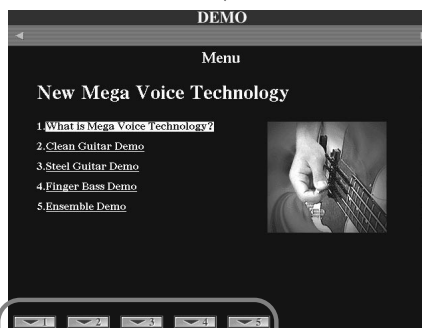 DEMO
Menu
New Mega Voice Technology
1.What is Mega Voice Technology?
2.Clean Guitar Demo
3.Steel Guitar Demo
4.Finger Bass Demo
5.Ensemble Demo
1 2 3 4 5